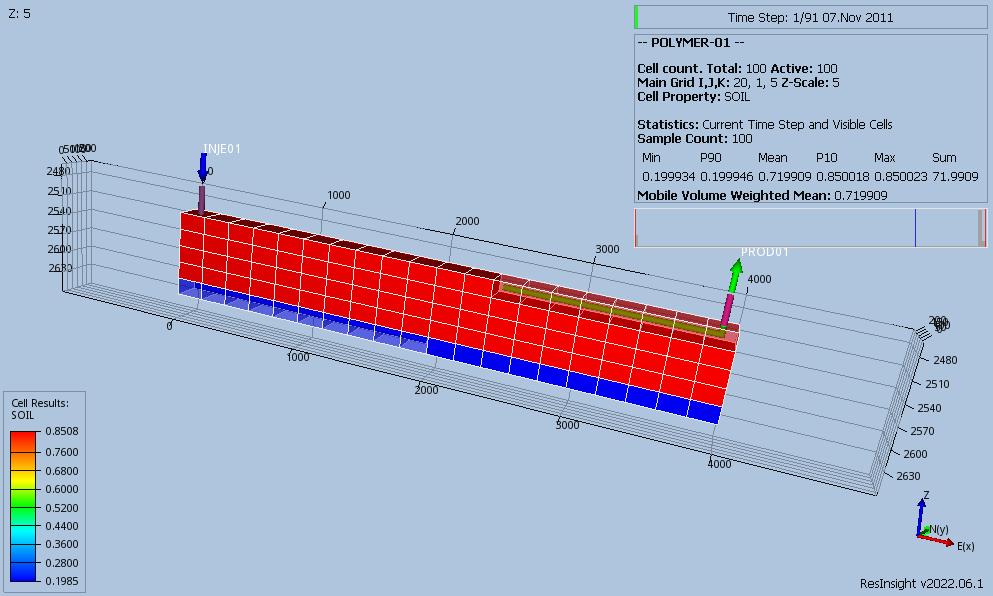 Z: 5
Time Step: 1/91 07.Nov 2011
-- POLYMER-01 --
Cell count. Total: 100 Active: 100
Main Grid I,J,K: 20, 1, 5 Z-Scale: 5
Cell Property: SOIL
Statistics: Current Time Step and Visible Cells
Sample Count: 100
Min P90 Mean P10 Max Sum
0.199934 0.199946 0.719909 0.850018 0.850023 71.9909
Mobile Volume Weighted Mean: 0.719909
INJE01
PROD01
0
1000
2000
3000
4000
2480
2510
2540
2570
2600
2630
0
1000
2000
3000
4000
2480
2510
2540
2570
2600
2630
Cell Results:
SOIL
0.8508
0.7600
0.6800
0.6000
0.5200
0.4400
0.3600
0.2800
0.1985
Z
N(y)
E(x)
ResInsight v2022.06.1